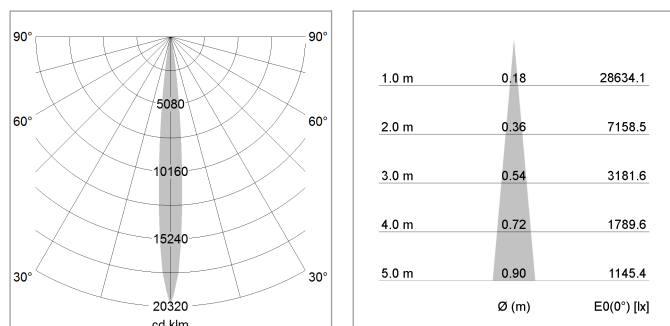 90° 90°
5080
60° 60°
10160
15240
30° 30°
20320
cd klm
1.0 m 0.18 28634.1
2.0 m 0.36 7158.5
3.0 m 0.54 3181.6
4.0 m 0.72 1789.6
5.0 m 0.90 1145.4
Ø (m) E0(0°) [lx]